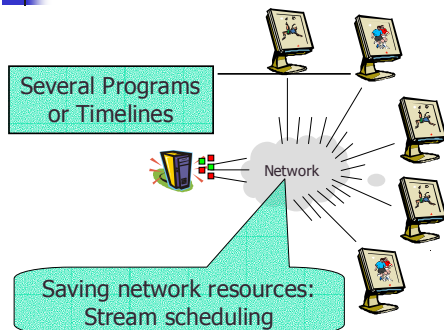 Several Programs
or Timelines
Network
Saving network resources:
Stream scheduling